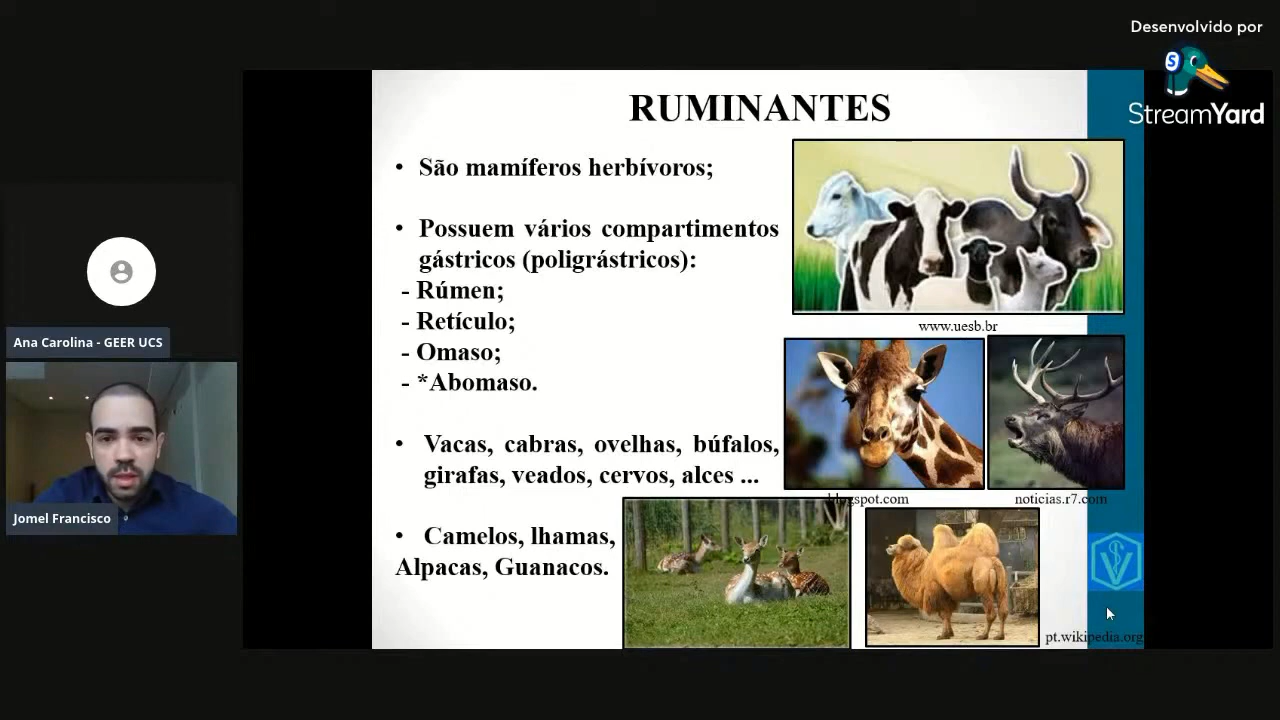 Desenvolvido por
StreamYard
RUMINANTES
• São mamíferos herbívoros;
• Possuem vários compartimentos
gástricos (poligrástricos):
- Rúmen;
- Retículo;
- Omaso;
- *Abomaso.
• Vacas, cabras, ovelhas, búfalos,
girafas, veados, cervos, alces ...
• Camelos, lhamas,
Alpacas, Guanacos.
www.uesb.br
blogspot.com
noticias.r7.com
pt.wikipedia.org
Ana Carolina - GEER UCS
Jomel Francisco